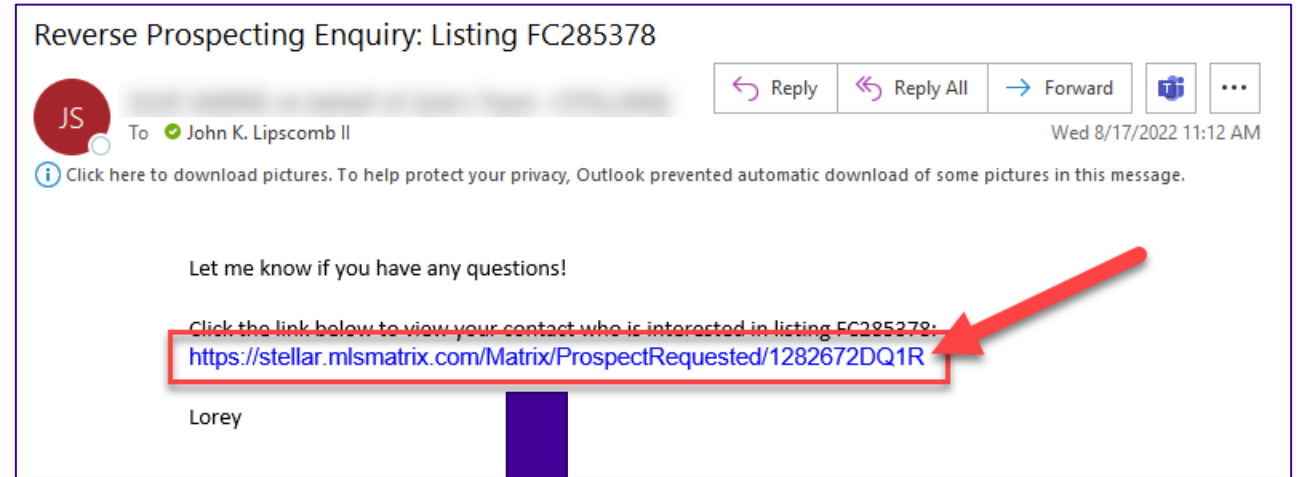 Reverse Prospecting Enquiry: Listing FC285378
Reply
Reply All
Forward
JS
To John K. Lipscomb II
Wed 8/17/2022 11:12 AM
Click here to download pictures. To help protect your privacy, Outlook prevented automatic download of some pictures in this message.
Let me know if you have any questions!
Click the link below to view your contact who is interested in listing FC285378:
https://stellar.mlsmatrix.com/Matrix/ProspectRequested/1282672DQ1R
Lorey